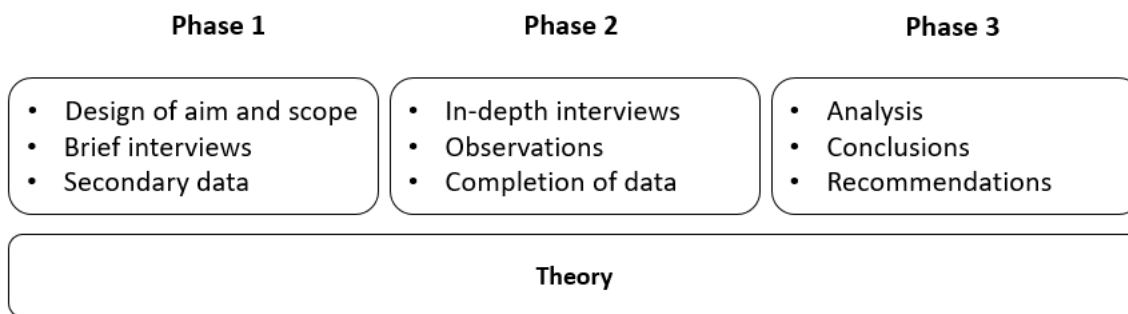 Phase 1
Phase 2
Phase 3
• Design of aim and scope
• Brief interviews
• Secondary data
• In-depth interviews
• Observations
• Completion of data
• Analysis
• Conclusions
• Recommendations
Theory